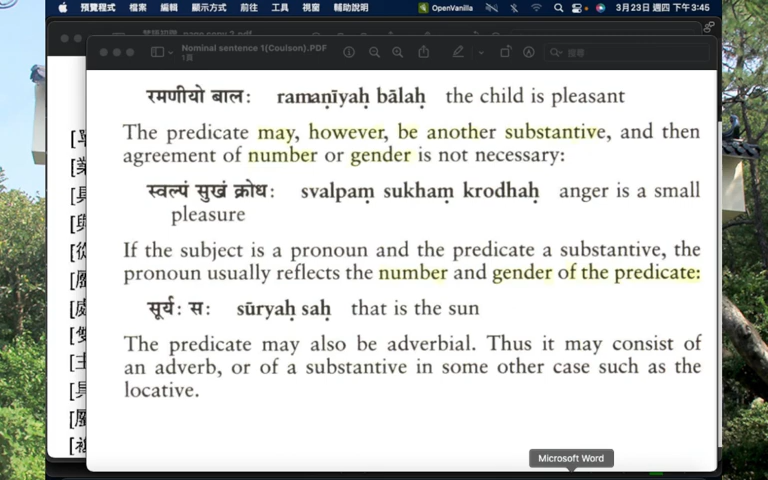 預覽程式 檔案 編輯 顯示方式 前往 工具 視窗 輔助說明 OpenVanilla 3月23日 週四 下午3:45
Nominal sentence 1(Coulson).PDF
1頁
搜尋
रमणीयो बालः ramaṇīyaḥ bālaḥ the child is pleasant
The predicate may, however, be another substantive, and then
agreement of number or gender is not necessary:
स्वल्पं सुखं क्रोधः svalpaṃ sukhaṃ krodhaḥ anger is a small
pleasure
If the subject is a pronoun and the predicate a substantive, the
pronoun usually reflects the number and gender of the predicate:
सूर्यः सः sūryaḥ saḥ that is the sun
The predicate may also be adverbial. Thus it may consist of
an adverb, or of a substantive in some other case such as the
locative.
Microsoft Word